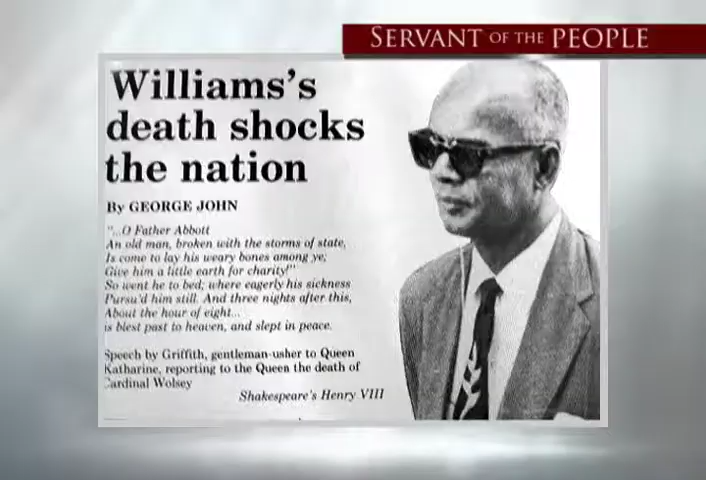 SERVANT OF THE PEOPLE
Williams's
death shocks
the nation
By GEORGE JOHN
"...O Father Abbott
An old man, broken with the storms of state,
Is come to lay his weary bones among ye;
Give him a little earth for charity!"
So went he to bed; where eagerly his sickness
Pursu'd him still. And three nights after this,
About the hour of eight...
is blest past to heaven, and slept in peace.
Speech by Griffith, gentleman-usher to Queen
Katharine, reporting to the Queen the death of
Cardinal Wolsey
Shakespeare's Henry VIII